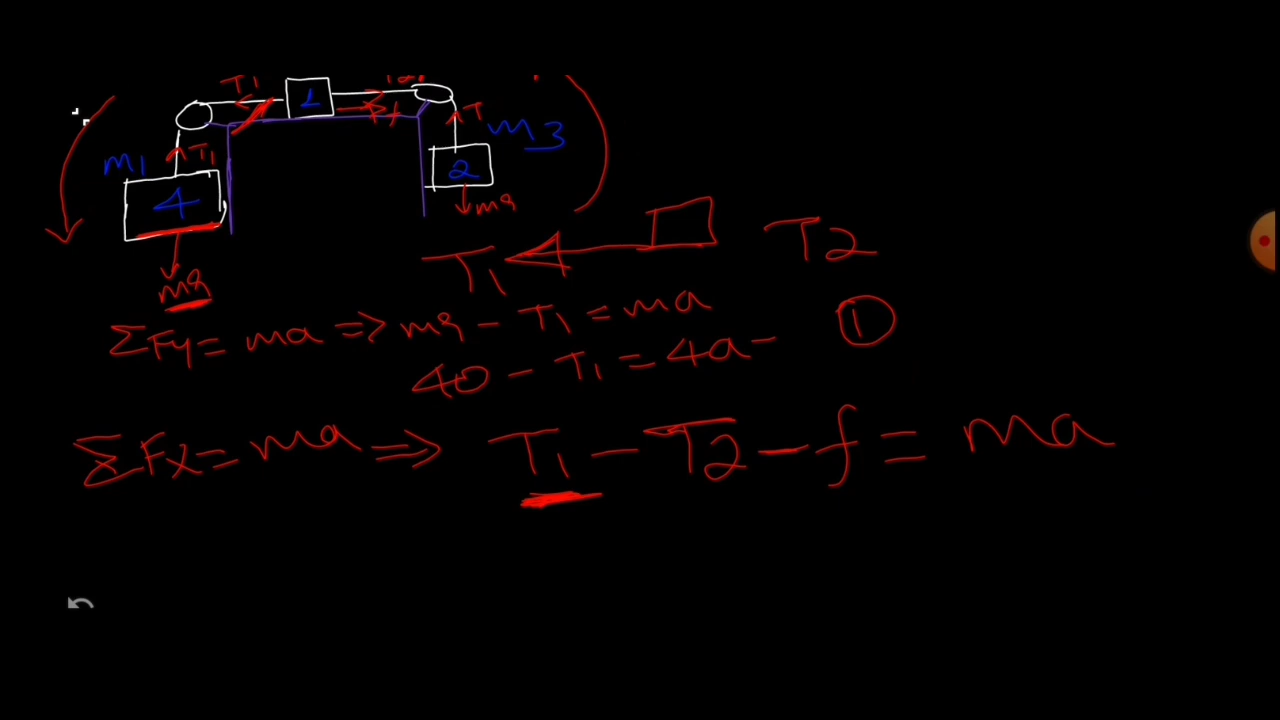 T1 1
f T
m1 T1 2 m3
4 mg
T1 T2
mg
ΣFy = ma => mg - T1 = ma
40 - T1 = 4a - ①
ΣFx = ma => T1 - T2 - f = ma